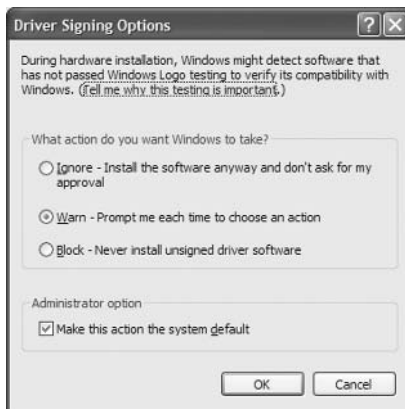 Driver Signing Options
During hardware installation, Windows might detect software that
has not passed Windows Logo testing to verify its compatibility with
Windows. (Tell me why this testing is important.)
What action do you want Windows to take?
Ignore - Install the software anyway and don't ask for my
approval
Warn - Prompt me each time to choose an action
Block - Never install unsigned driver software
Administrator option
Make this action the system default
OK Cancel